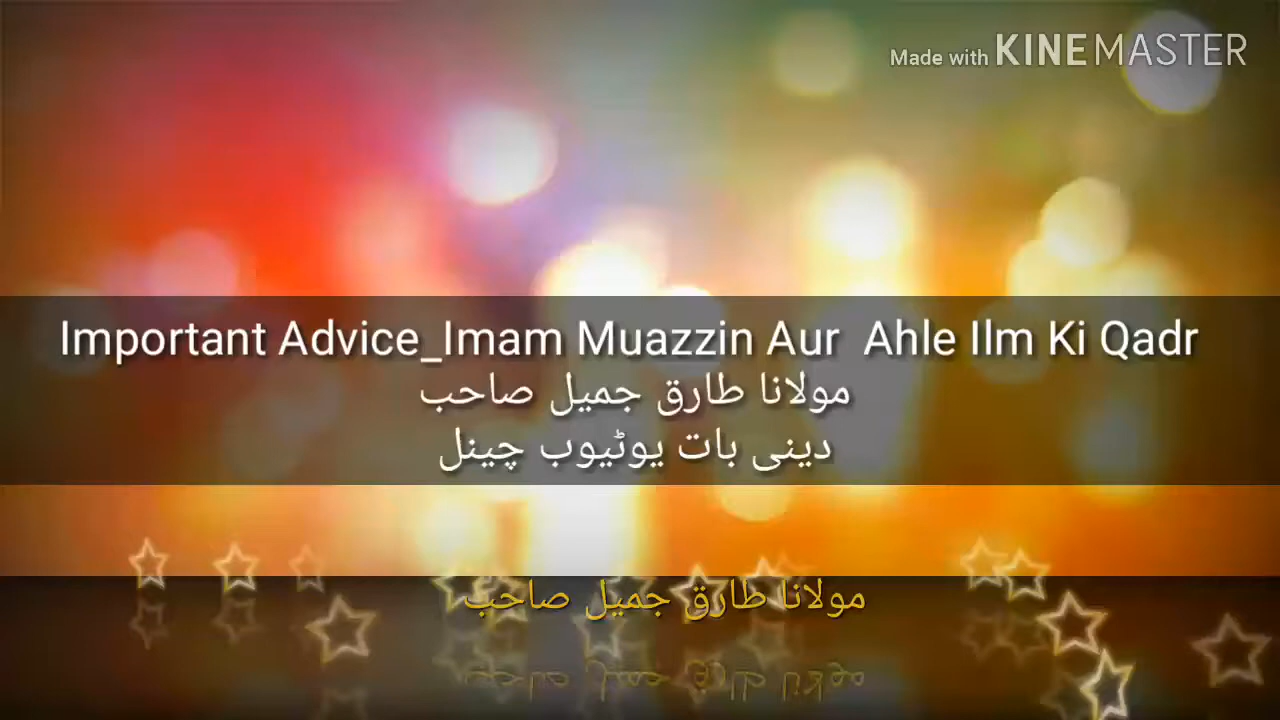 Made with KINEMASTER
Important Advice_Imam Muazzin Aur Ahle Ilm Ki Qadr
مولانا طارق جمیل صاحب
دینی بات یوٹیوب چینل
مولانا طارق جمیل صاحب